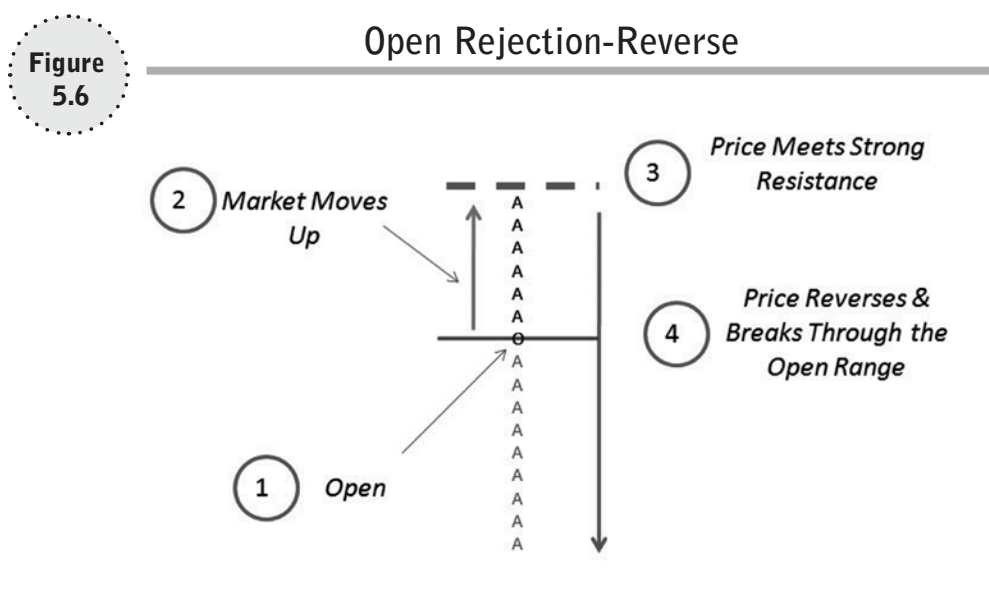 Open Rejection-Reverse
Figure
5.6
3
Price Meets Strong
Resistance
2
Market Moves
Up
A
A
A
A
A
A
O
A
A
A
A
A
A
A
A
A
4
Price Reverses &
Breaks Through the
Open Range
1
Open